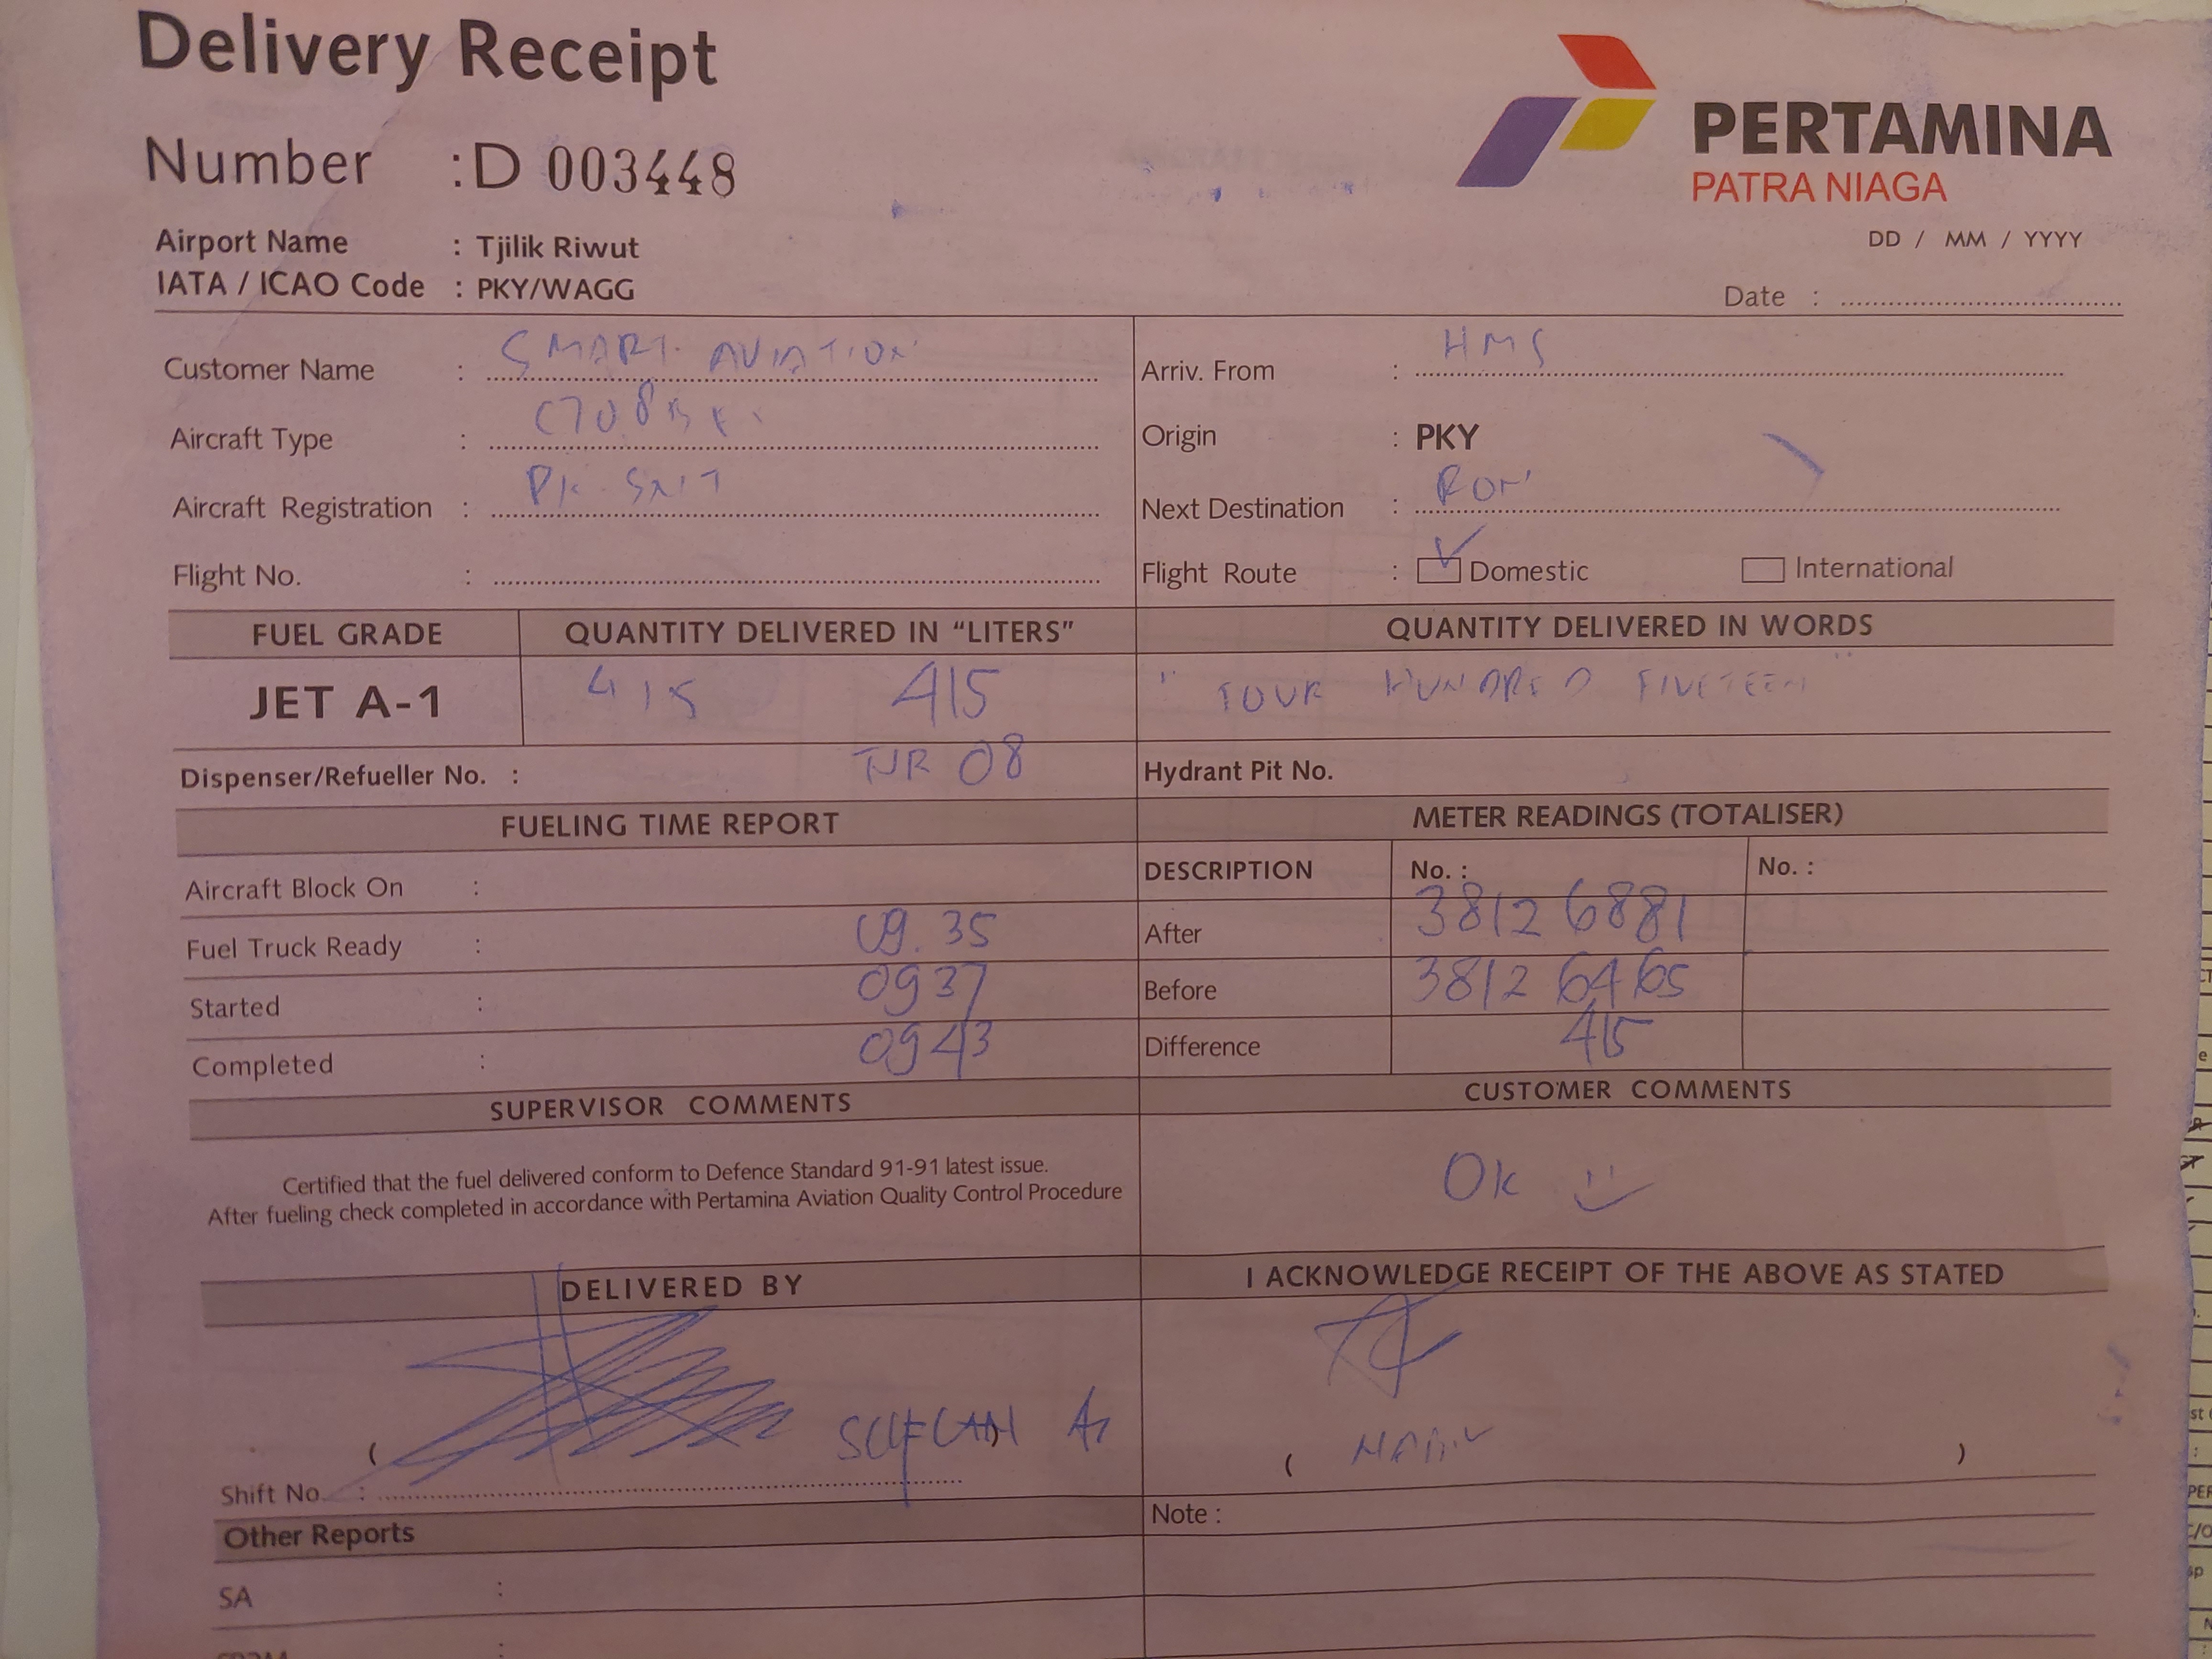 Delivery Receipt
Number : D 003448
PERTAMINA
PATRA NIAGA
Airport Name : Tjilik Riwut
IATA / ICAO Code : PKY/WAGG
DD / MM / YYYY
Date :
Customer Name : SMART AVIATION
Arriv. From : HMS
Aircraft Type : C208B EX
Origin : PKY
Aircraft Registration : PK-
Next Destination : RON
Flight No. :
Flight Route : Domestic International
FUEL GRADE QUANTITY DELIVERED IN "LITERS" QUANTITY DELIVERED IN WORDS
JET A-1 415 415 " FOUR HUNDRED FIVETEEN "
Dispenser/Refueller No. : 08
Hydrant Pit No.
FUELING TIME REPORT METER READINGS (TOTALISER)
DESCRIPTION No. : No. :
Aircraft Block On :
Fuel Truck Ready : 09.35
After 3812 6881
Started : 0937
Before 3812 6465
Completed : 0943
Difference 415
SUPERVISOR COMMENTS CUSTOMER COMMENTS
Certified that the fuel delivered conform to Defence Standard 91-91 latest issue.
After fueling check completed in accordance with Pertamina Aviation Quality Control Procedure
Ok
DELIVERED BY I ACKNOWLEDGE RECEIPT OF THE ABOVE AS STATED
( ( )
Shift No. :
Note :
Other Reports
SA :